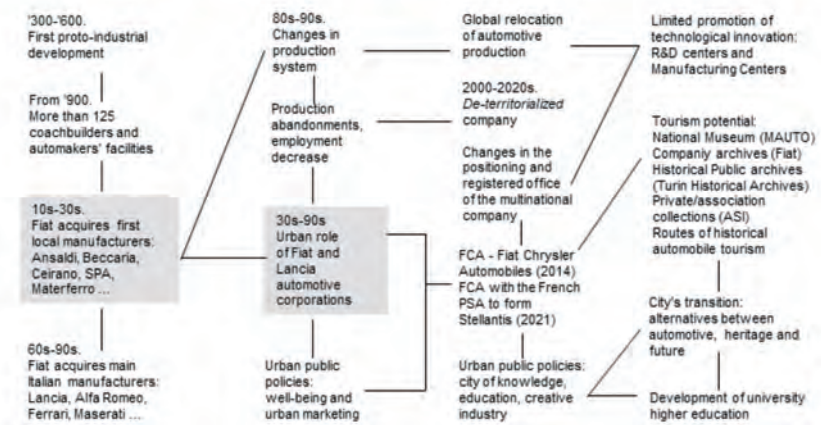 '300-'600.
First proto-industrial
development
From '900.
More than 125
coachbuilders and
automakers' facilities
10s-30s.
Fiat acquires first
local manufacturers:
Ansaldi, Beccaria,
Ceirano, SPA,
Materferro ...
60s-90s.
Fiat acquires main
Italian manufacturers:
Lancia, Alfa Romeo,
Ferrari, Maserati ...
80s-90s.
Changes in
production
system
Production
abandonments,
employment
decrease
30s-90s
Urban role
of Fiat and
Lancia
automotive
corporations
Urban public
policies:
well-being and
urban marketing
Global relocation
of automotive
production
2000-2020s.
De-territorialized
company
Changes in the
positioning and
registered office
of the multinational
company
FCA - Fiat Chrysler
Automobiles (2014)
FCA with the French
PSA to form
Stellantis (2021)
Urban public policies:
city of knowledge,
education, creative
industry
Limited promotion of
technological innovation:
R&D centers and
Manufacturing Centers
Tourism potential:
National Museum (MAUTO)
Companiy archives (Fiat)
Historical Public archives
(Turin Historical Archives)
Private/association
collections (ASI)
Routes of historical
automobile tourism
City's transition:
alternatives between
automotive, heritage and
future
Development of university
higher education